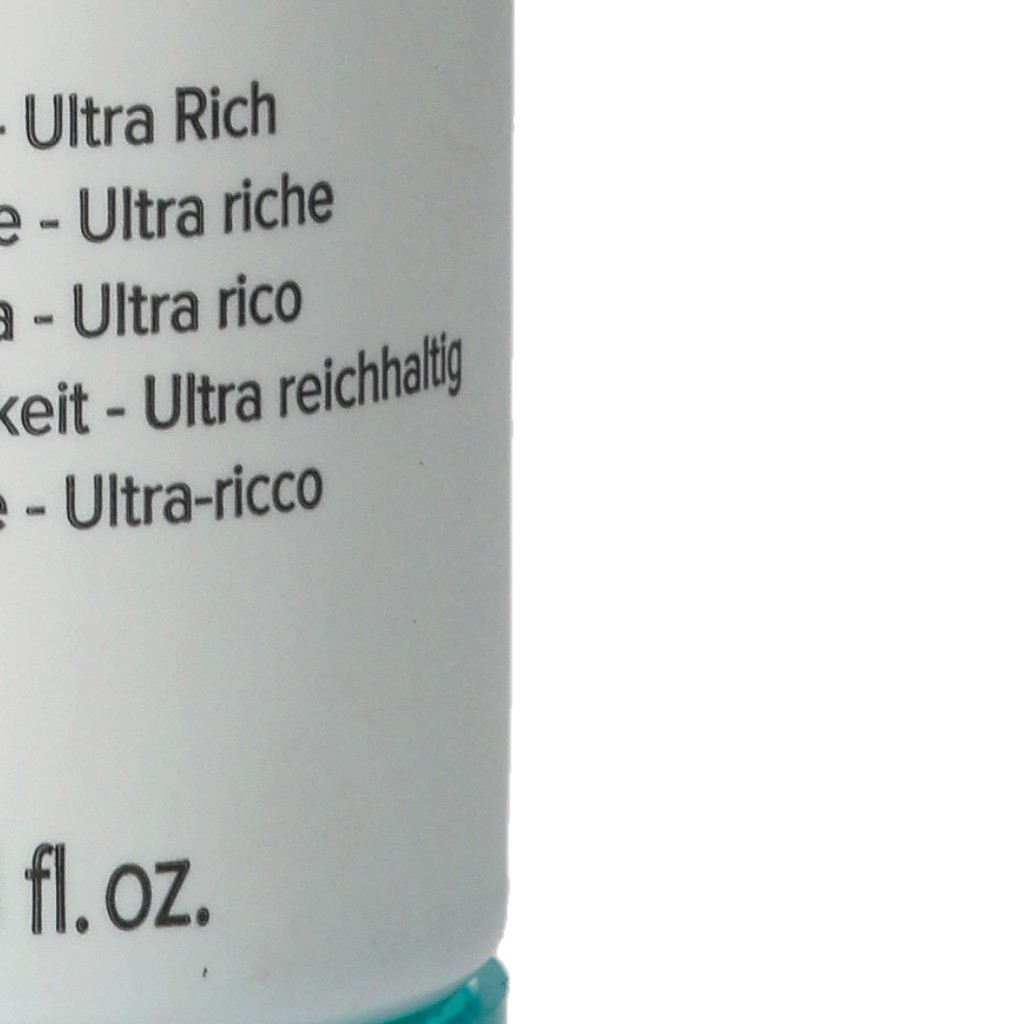 - Ultra Rich
e - Ultra riche
a - Ultra rico
keit - Ultra reichhaltig
e - Ultra-ricco
fl. oz.